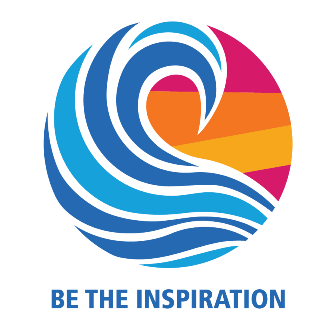 BE THE INSPIRATION